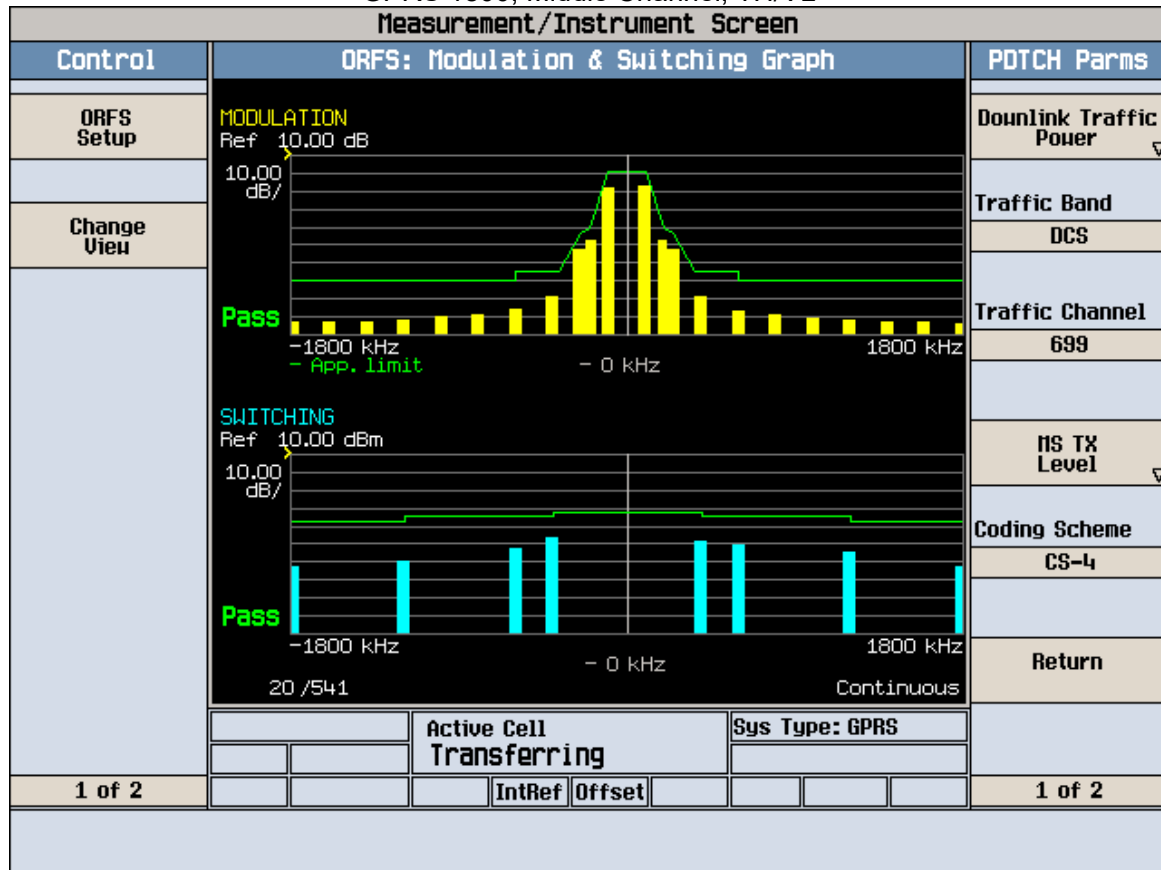 Measurement/Instrument Screen
Control
ORFS: Modulation & Switching Graph
PDTCH Parms
ORFS
Setup
Change
View
MODULATION
Ref 10.00 dB
10.00
dB/
Pass
-1800 kHz
1800 kHz
- App. limit
- 0 kHz
SWITCHING
Ref 10.00 dBm
10.00
dB/
Pass
-1800 kHz
1800 kHz
- 0 kHz
20 /541
Continuous
Downlink Traffic
Power
Traffic Band
DCS
Traffic Channel
699
MS TX
Level
Coding Scheme
CS-4
Return
Active Cell
Transferring
Sys Type: GPRS
IntRef
Offset
1 of 2
1 of 2